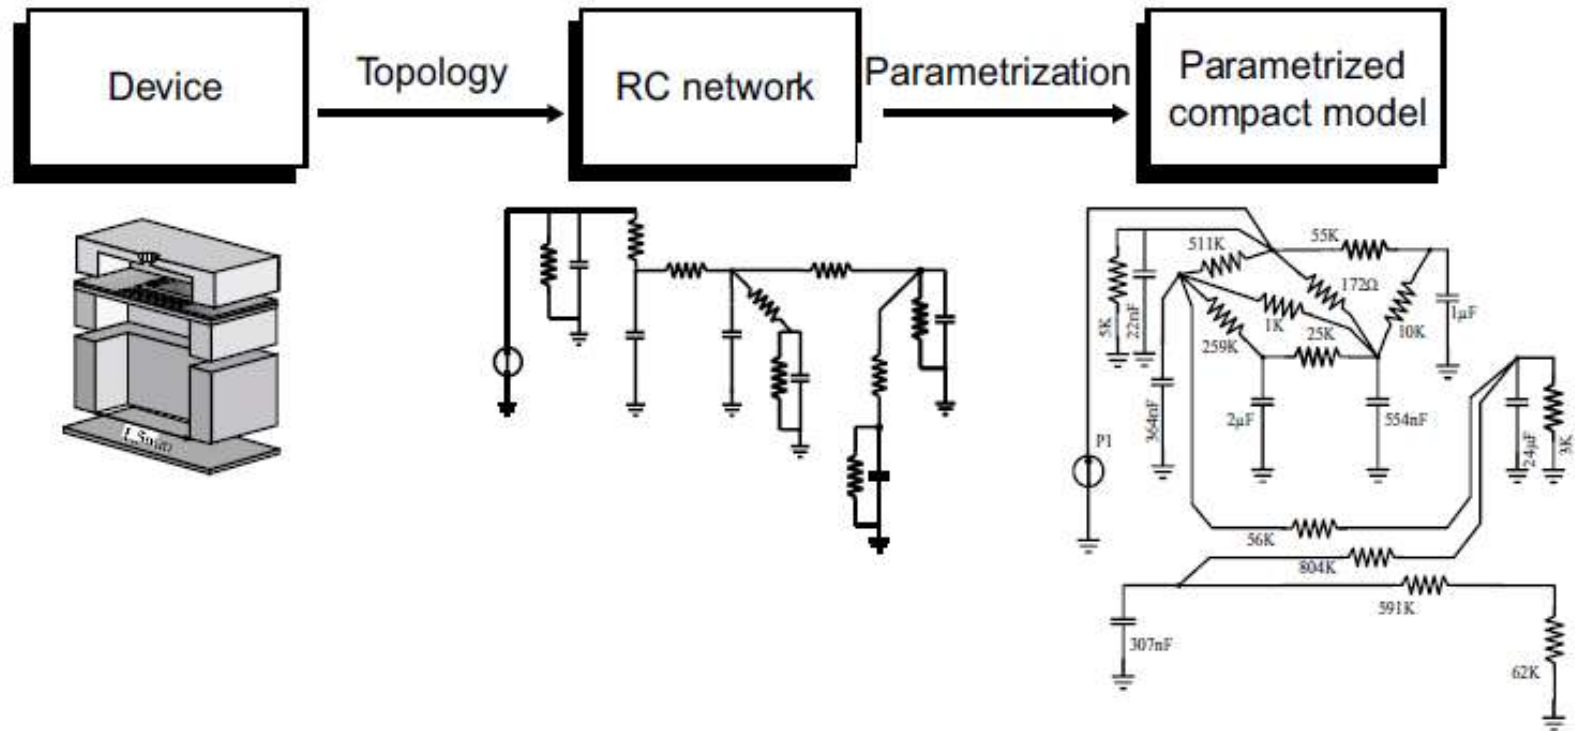 Device
Topology
RC network
Parametrization
Parametrized
compact model
1.5mm
511K
55K
172Ω
1K
25K
259K
10K
1µF
5K
22nF
364nF
2µF
554nF
24µF
3K
P1
56K
804K
591K
307nF
62K